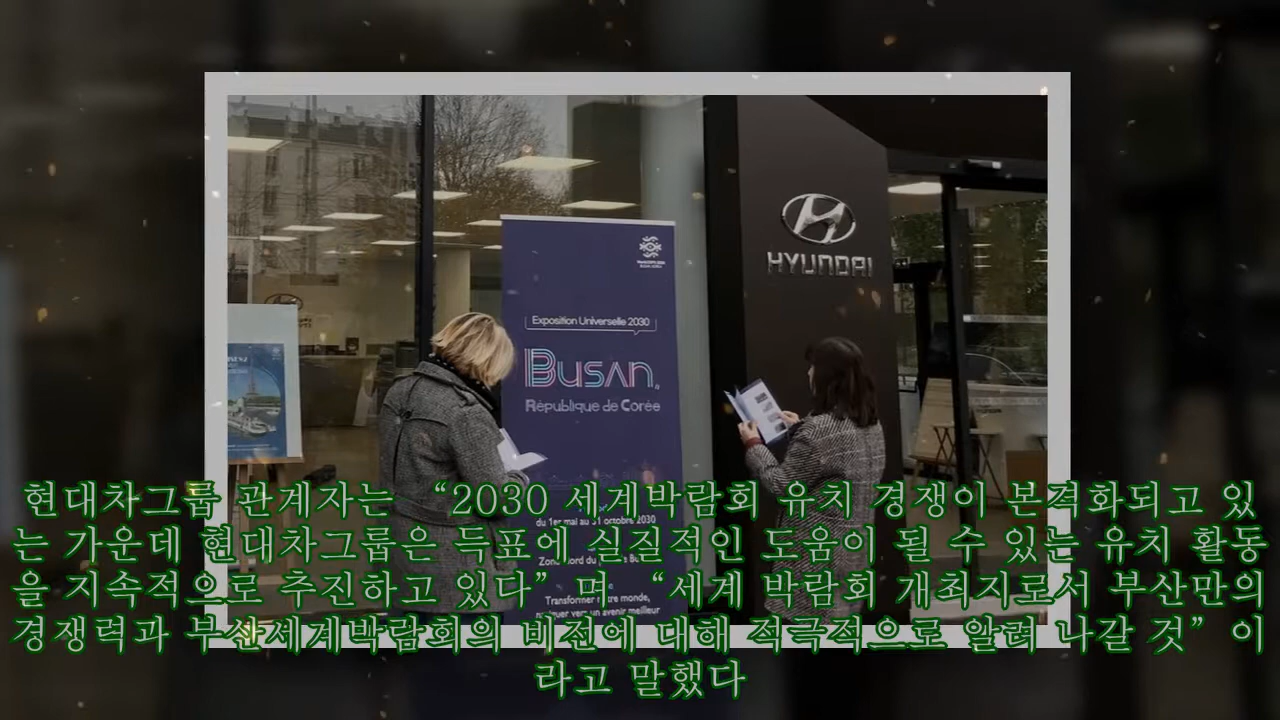 HYUNDAI
Exposition Universelle 2030
Busan,
République de Corée
du 1er mai au 31 octobre 2030
현대차그룹 관계자는 “2030 세계박람회 유치 경쟁이 본격화되고 있
는 가운데 현대차그룹은 득표에 실질적인 도움이 될 수 있는 유치 활동
을 지속적으로 추진하고 있다” 며 “세계 박람회 개최지로서 부산만의
경쟁력과 부산세계박람회의 비전에 대해 적극적으로 알려 나갈 것” 이
라고 말했다